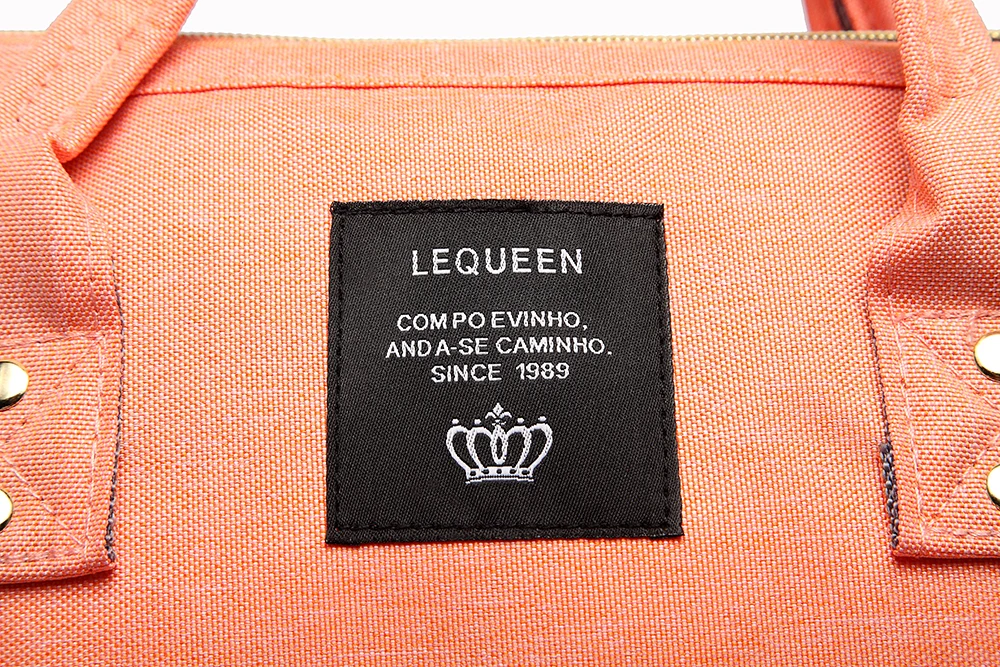 LEQUEEN
COM PO EVINHO,
AND A-SE CAMINHO.
SINCE 1989